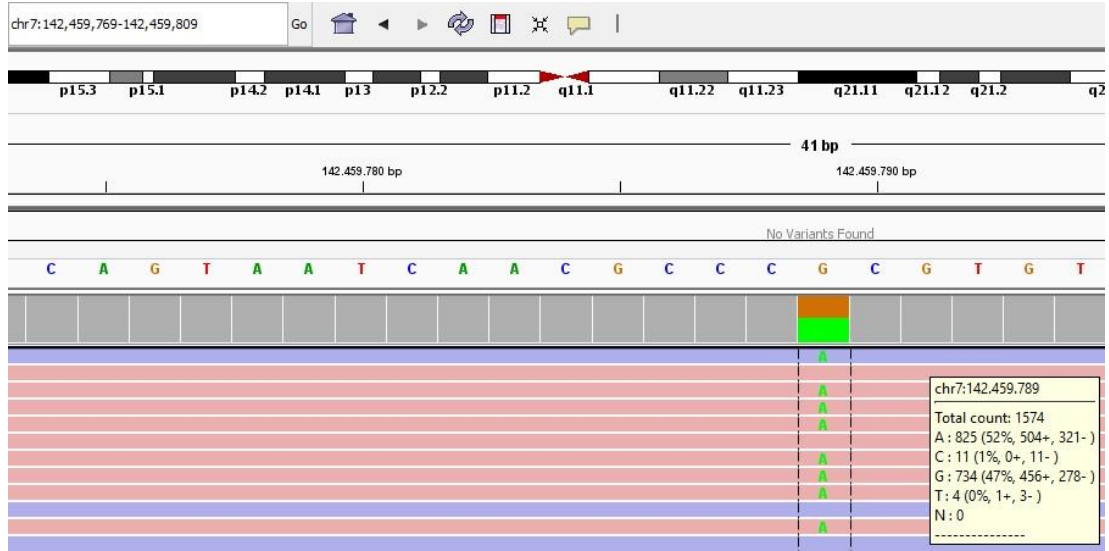 chr7:142,459,769-142,459,809 Go
p15.3 p15.1 p14.2 p14.1 p13 p12.2 p11.2 q11.1 q11.22 q11.23 q21.11 q21.12 q21.2 q2
41 bp
142.459.780 bp 142.459.790 bp
No Variants Found
C A G T A A T C A A C G C C C G C G T G T
A
A
A
A
A
A
A
A
chr7:142.459.789
Total count: 1574
A : 825 (52%, 504+, 321- )
C : 11 (1%, 0+, 11- )
G : 734 (47%, 456+, 278- )
T : 4 (0%, 1+, 3- )
N : 0
---------------